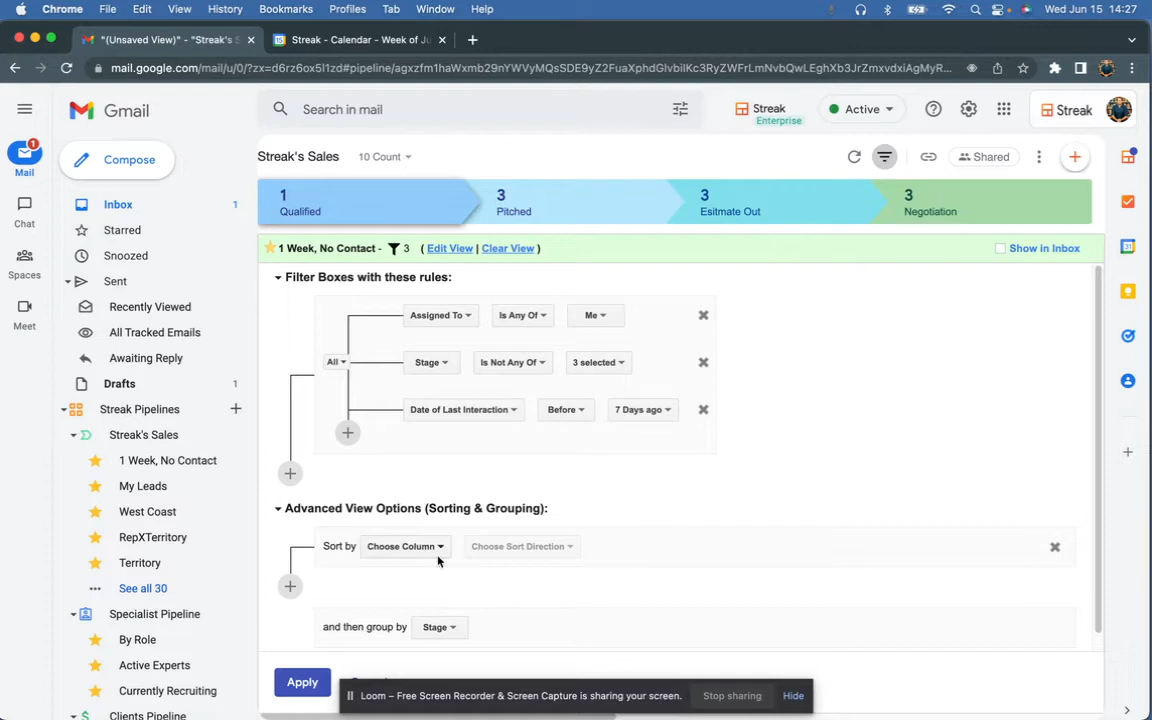 Chrome File Edit View History Bookmarks Profiles Tab Window Help Wed Jun 15 14:27
"(Unsaved View)" - "Streak's S Streak - Calendar - Week of Ju
mail.google.com/mail/u/0/?zx=
Gmail
Search in mail
Streak
Enterprise
Active
Streak
1
Mail
Chat
Spaces
Meet
Compose
Inbox 1
Starred
Snoozed
Sent
Recently Viewed
All Tracked Emails
Awaiting Reply
Drafts 1
Streak Pipelines
Streak's Sales
1 Week, No Contact
My Leads
West Coast
RepXTerritory
Territory
See all 30
Specialist Pipeline
By Role
Active Experts
Currently Recruiting
Clients Pipeline
Streak's Sales 10 Count
Shared
1
Qualified
3
Pitched
3
Esitmate Out
3
Negotiation
1 Week, No Contact - 3 ( Edit View | Clear View ) Show in Inbox
Filter Boxes with these rules:
Assigned To Is Any Of Me
All Stage Is Not Any Of 3 selected
Date of Last Interaction Before 7 Days ago
Advanced View Options (Sorting & Grouping):
Sort by Choose Column Choose Sort Direction
and then group by Stage
Apply
Loom – Free Screen Recorder & Screen Capture is sharing your screen. Stop sharing Hide